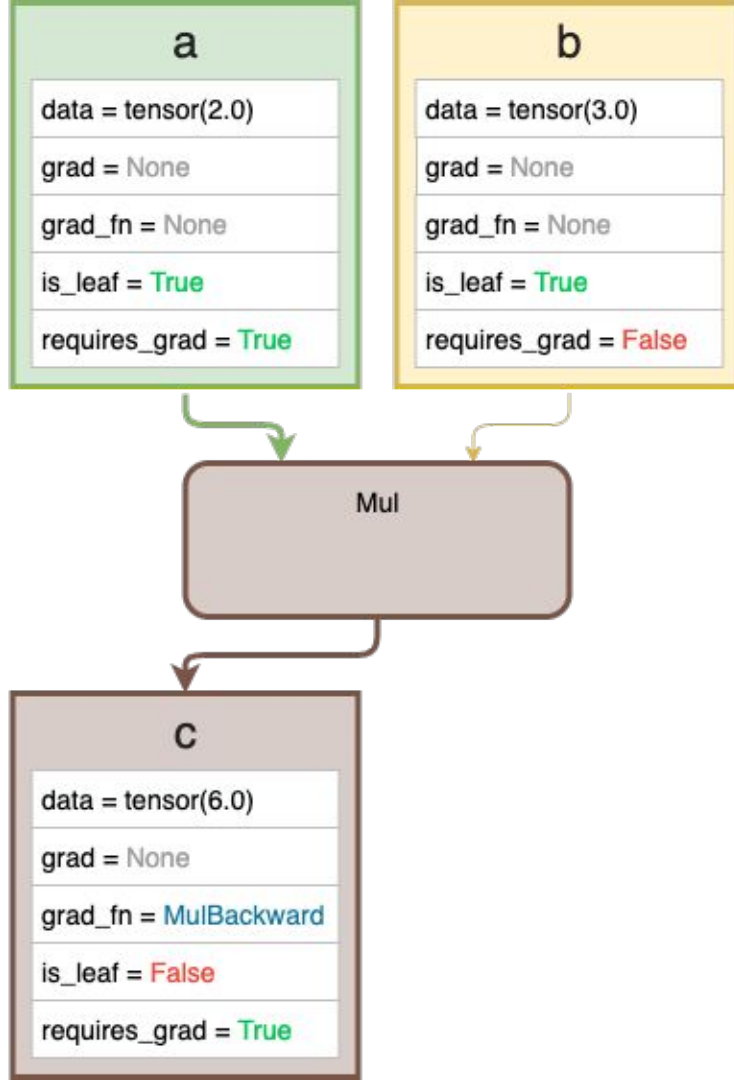 a
data = tensor(2.0)
grad = None
grad_fn = None
is_leaf = True
requires_grad = True
b
data = tensor(3.0)
grad = None
grad_fn = None
is_leaf = True
requires_grad = False
Mul
c
data = tensor(6.0)
grad = None
grad_fn = MulBackward
is_leaf = False
requires_grad = True